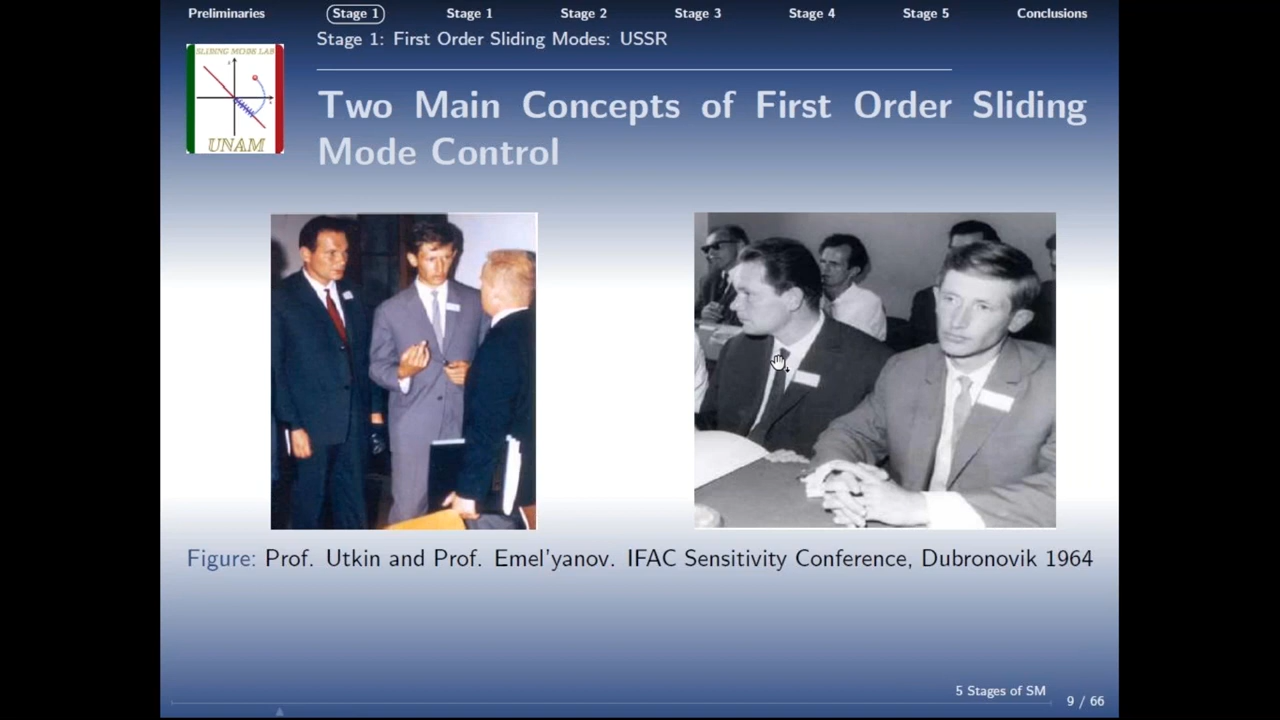 Preliminaries Stage 1 Stage 1 Stage 2 Stage 3 Stage 4 Stage 5 Conclusions
Stage 1: First Order Sliding Modes: USSR
SLIDING MODE LAB
UNAM
Two Main Concepts of First Order Sliding
Mode Control
Figure: Prof. Utkin and Prof. Emel'yanov. IFAC Sensitivity Conference, Dubronovik 1964
5 Stages of SM
9 / 66